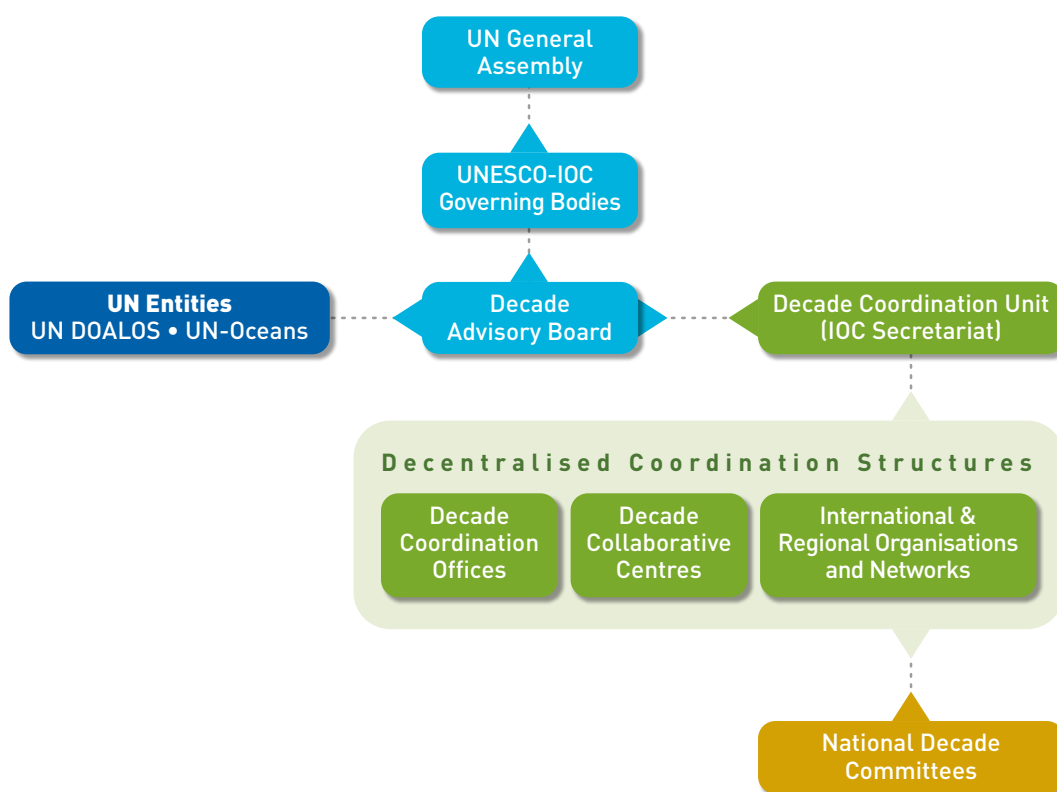 UN General
Assembly
UNESCO-IOC
Governing Bodies
UN Entities
UN DOALOS • UN-Oceans
Decade
Advisory Board
Decade Coordination Unit
(IOC Secretariat)
Decentralised Coordination Structures
Decade
Coordination
Offices
Decade
Collaborative
Centres
International &
Regional Organisations
and Networks
National Decade
Committees